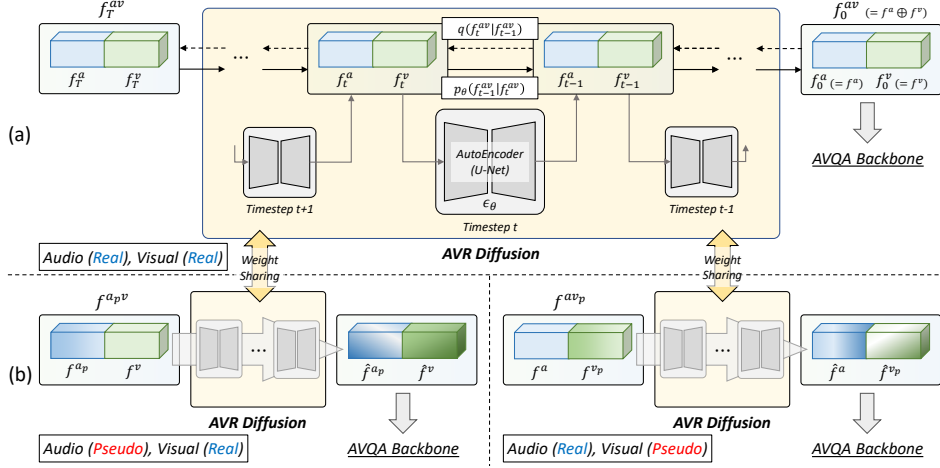 f_T^{av}
f_0^{av} (= f^a ⊕ f^v)
q(f_t^{av}|f_{t-1}^{av})
...
...
f_T^a f_T^v
f_t^a f_t^v
p_θ(f_{t-1}^{av}|f_t^{av})
f_{t-1}^a f_{t-1}^v
f_0^a (= f^a) f_0^v (= f^v)
(a)
AutoEncoder
(U-Net)
ϵ_θ
AVQA Backbone
Timestep t+1
Timestep t
Timestep t-1
AVR Diffusion
Audio (Real), Visual (Real)
Weight
Sharing
Weight
Sharing
f^{a_p v}
f^{av_p}
...
...
(b)
f^{a_p} f^v
f̂^{a_p} f̂^v
f^a f^{v_p}
f̂^a f̂^{v_p}
AVR Diffusion
AVR Diffusion
Audio (Pseudo), Visual (Real)
AVQA Backbone
Audio (Real), Visual (Pseudo)
AVQA Backbone